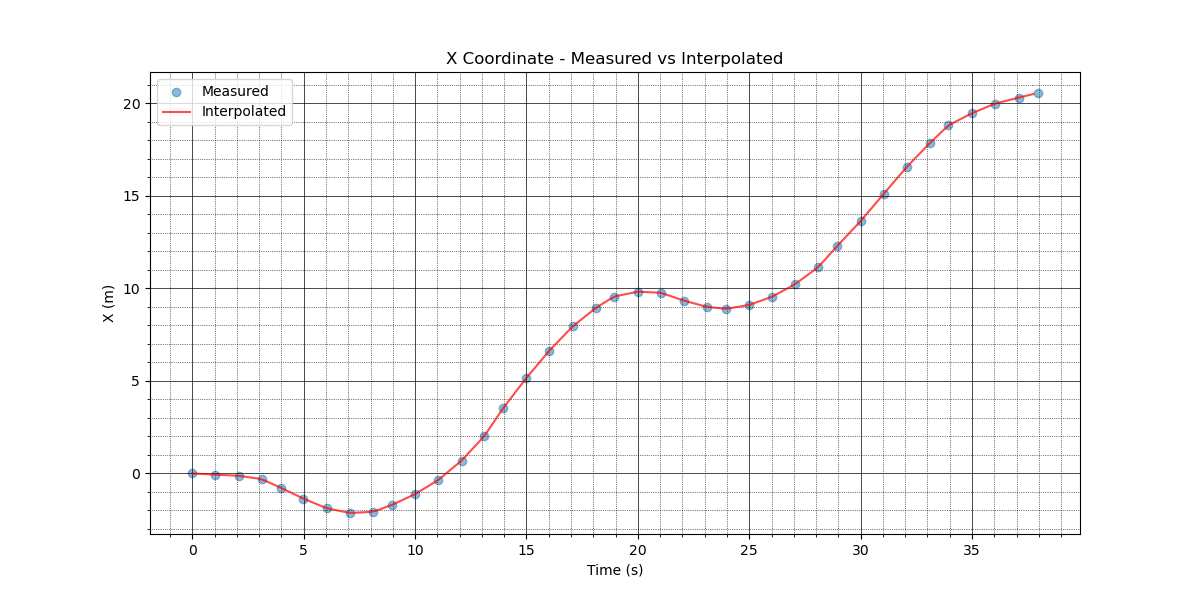 X Coordinate - Measured vs Interpolated
Measured
Interpolated
20
15
10
5
0
X (m)
0 5 10 15 20 25 30 35
Time (s)